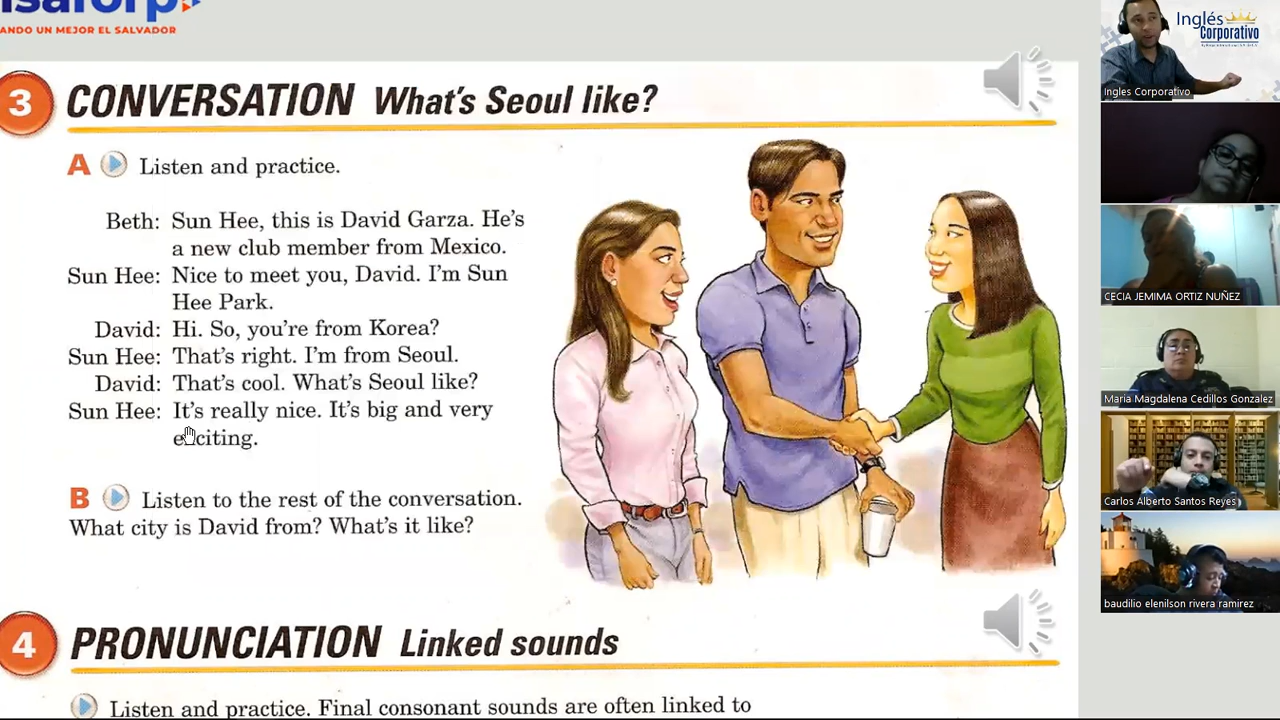 ANDO UN MEJOR EL SALVADOR
3 CONVERSATION What's Seoul like?
A Listen and practice.
Beth: Sun Hee, this is David Garza. He's
a new club member from Mexico.
Sun Hee: Nice to meet you, David. I'm Sun
Hee Park.
David: Hi. So, you're from Korea?
Sun Hee: That's right. I'm from Seoul.
David: That's cool. What's Seoul like?
Sun Hee: It's really nice. It's big and very
exciting.
B Listen to the rest of the conversation.
What city is David from? What's it like?
4 PRONUNCIATION Linked sounds
Listen and practice. Final consonant sounds are often linked to
Inglés
Corporativo
Ingles Corporativo
CECIA JEMIMA ORTIZ NUÑEZ
Maria Magdalena Cedillos Gonzalez
Carlos Alberto Santos Reyes
baudilio elenilson rivera ramirez